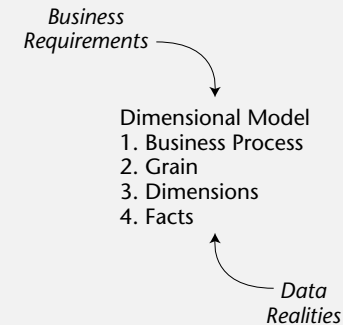 Business
Requirements
Dimensional Model
1. Business Process
2. Grain
3. Dimensions
4. Facts
Data
Realities